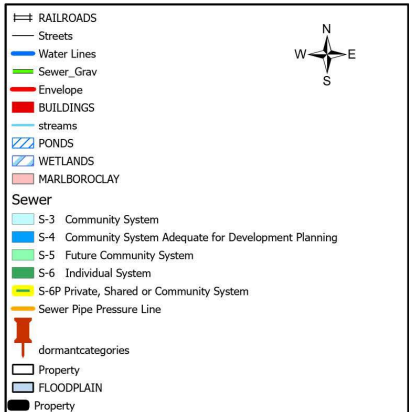 RAILROADS
N
Streets
Water Lines
W E
Sewer_Grav
S
Envelope
BUILDINGS
streams
PONDS
WETLANDS
MARLBOROCLAY
Sewer
S-3 Community System
S-4 Community System Adequate for Development Planning
S-5 Future Community System
S-6 Individual System
S-6P Private, Shared or Community System
Sewer Pipe Pressure Line
dormantcategories
Property
FLOODPLAIN
Property